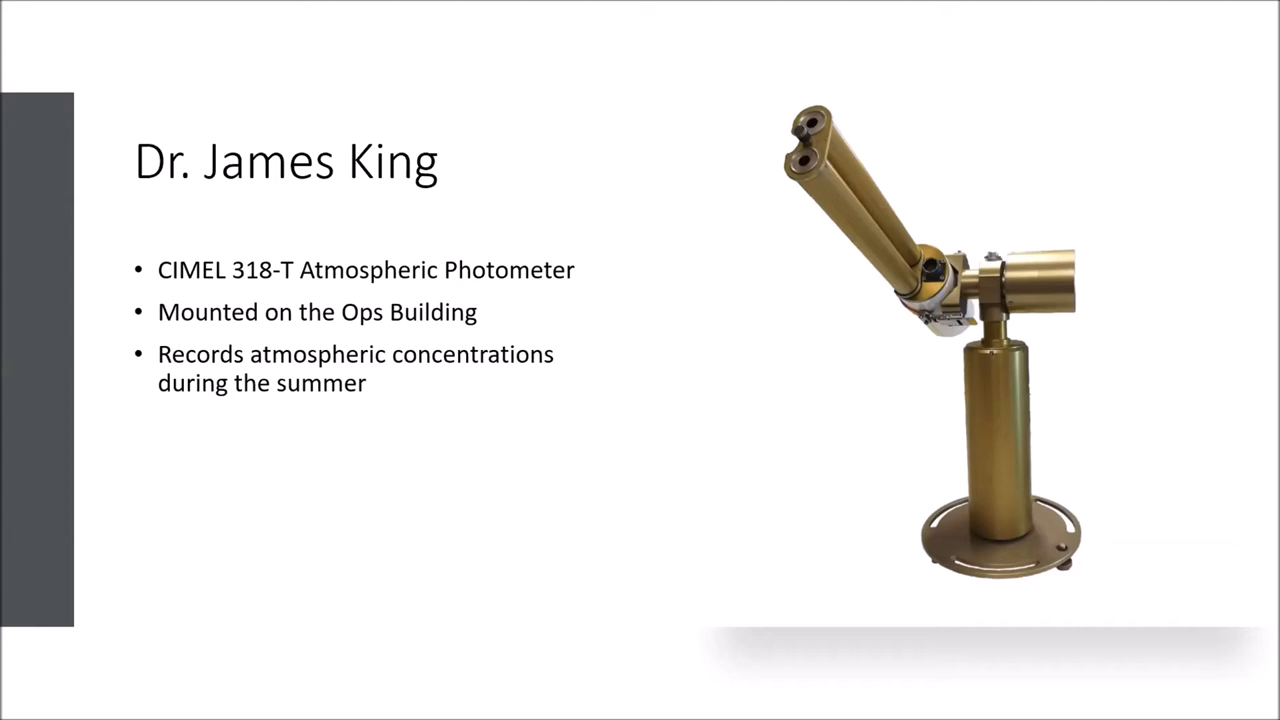 Dr. James King
• CIMEL 318-T Atmospheric Photometer
• Mounted on the Ops Building
• Records atmospheric concentrations
during the summer